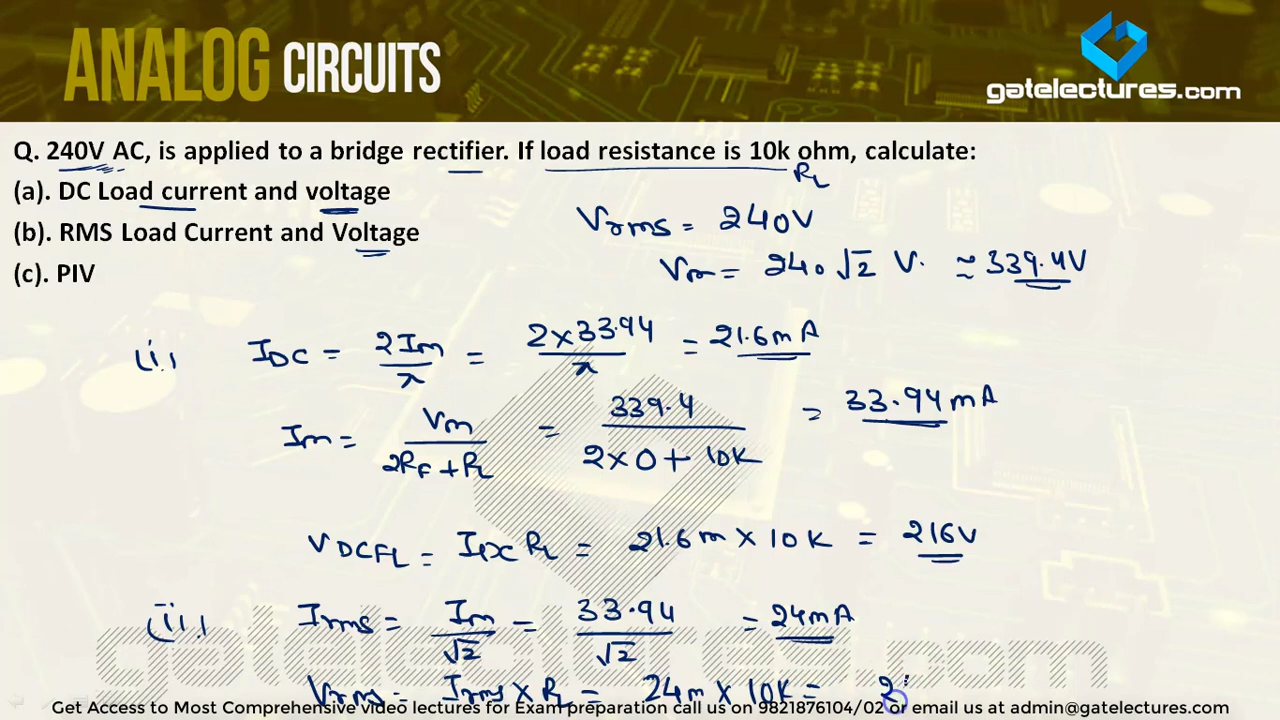 ANALOG CIRCUITS
gatelectures.com
Q. 240V AC, is applied to a bridge rectifier. If load resistance is 10k ohm, calculate:
RL
(a). DC Load current and voltage
(b). RMS Load Current and Voltage
(c). PIV
Vrms = 240V
Vm = 240√2 V. ≈ 339.4V
(i) IDC = 2Im/π = 2×33.94/π = 21.6mA
Im = Vm/2RF+RL = 339.4/2×0+10K = 33.94mA
VDCFL = IDC RL = 21.6m × 10K = 216V
(ii) Irms = Im/√2 = 33.94/√2 = 24mA
Vrms = Irms × RL = 24m × 10K =
gatelectures.com
Get Access to Most Comprehensive video lectures for Exam preparation call us on 9821876104/02 or email us at admin@gatelectures.com